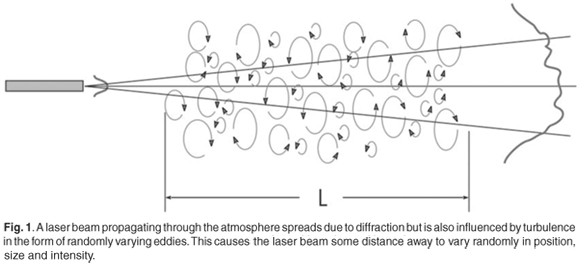 L
Fig. 1. A laser beam propagating through the atmosphere spreads due to diffraction but is also influenced by turbulence
in the form of randomly varying eddies. This causes the laser beam some distance away to vary randomly in position,
size and intensity.